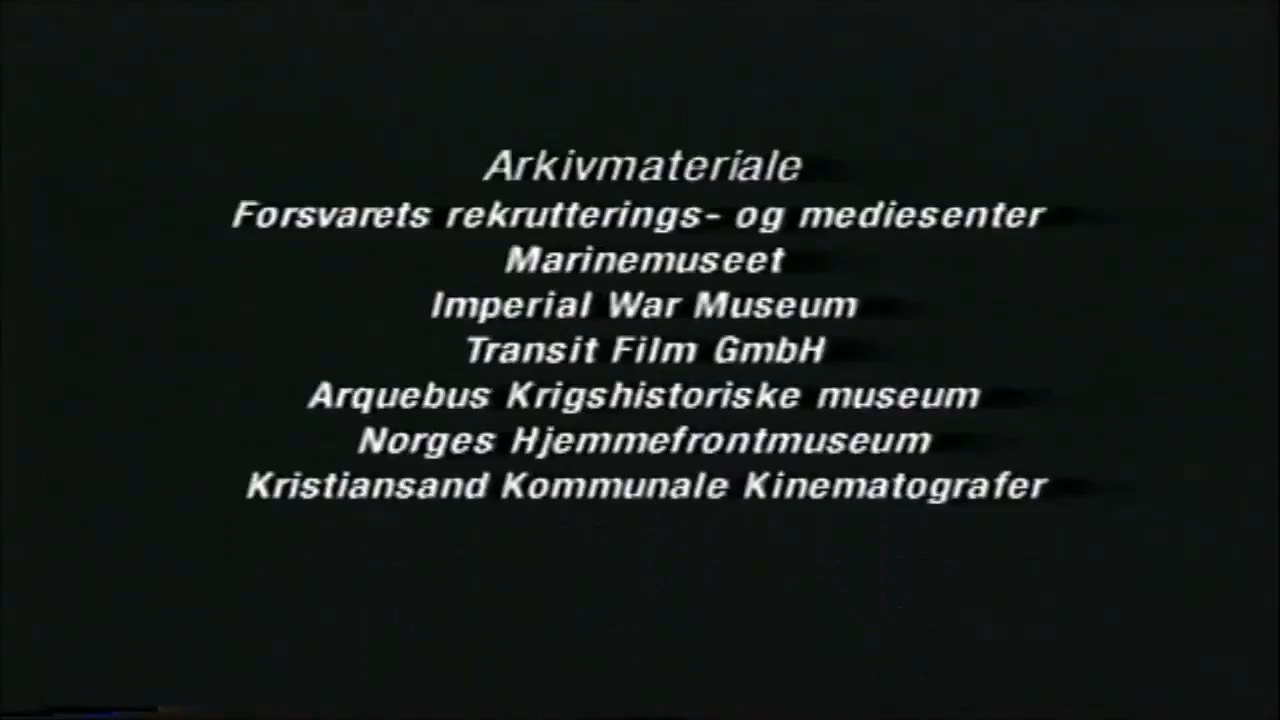 Arkivmateriale
Forsvarets rekrutterings- og mediesenter
Marinemuseet
Imperial War Museum
Transit Film GmbH
Arquebus Krigshistoriske museum
Norges Hjemmefrontmuseum
Kristiansand Kommunale Kinematografer